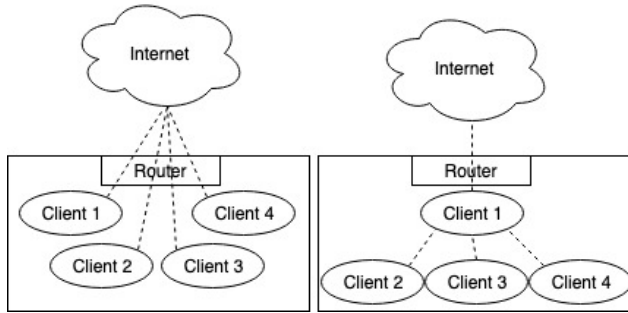 Internet
Router
Client 1
Client 4
Client 2
Client 3
Internet
Router
Client 1
Client 2
Client 3
Client 4